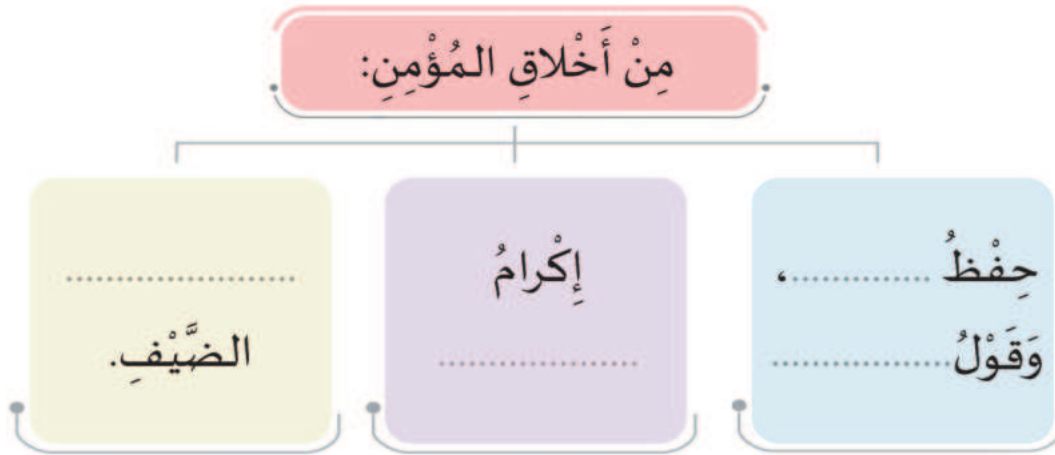 مِنْ أَخْلاقِ المُؤْمِنِ:
حِفْظُ ..............،
وَقَوْلُ ..................
إِكْرامُ
.......................
.......................
الضَّيْفِ.